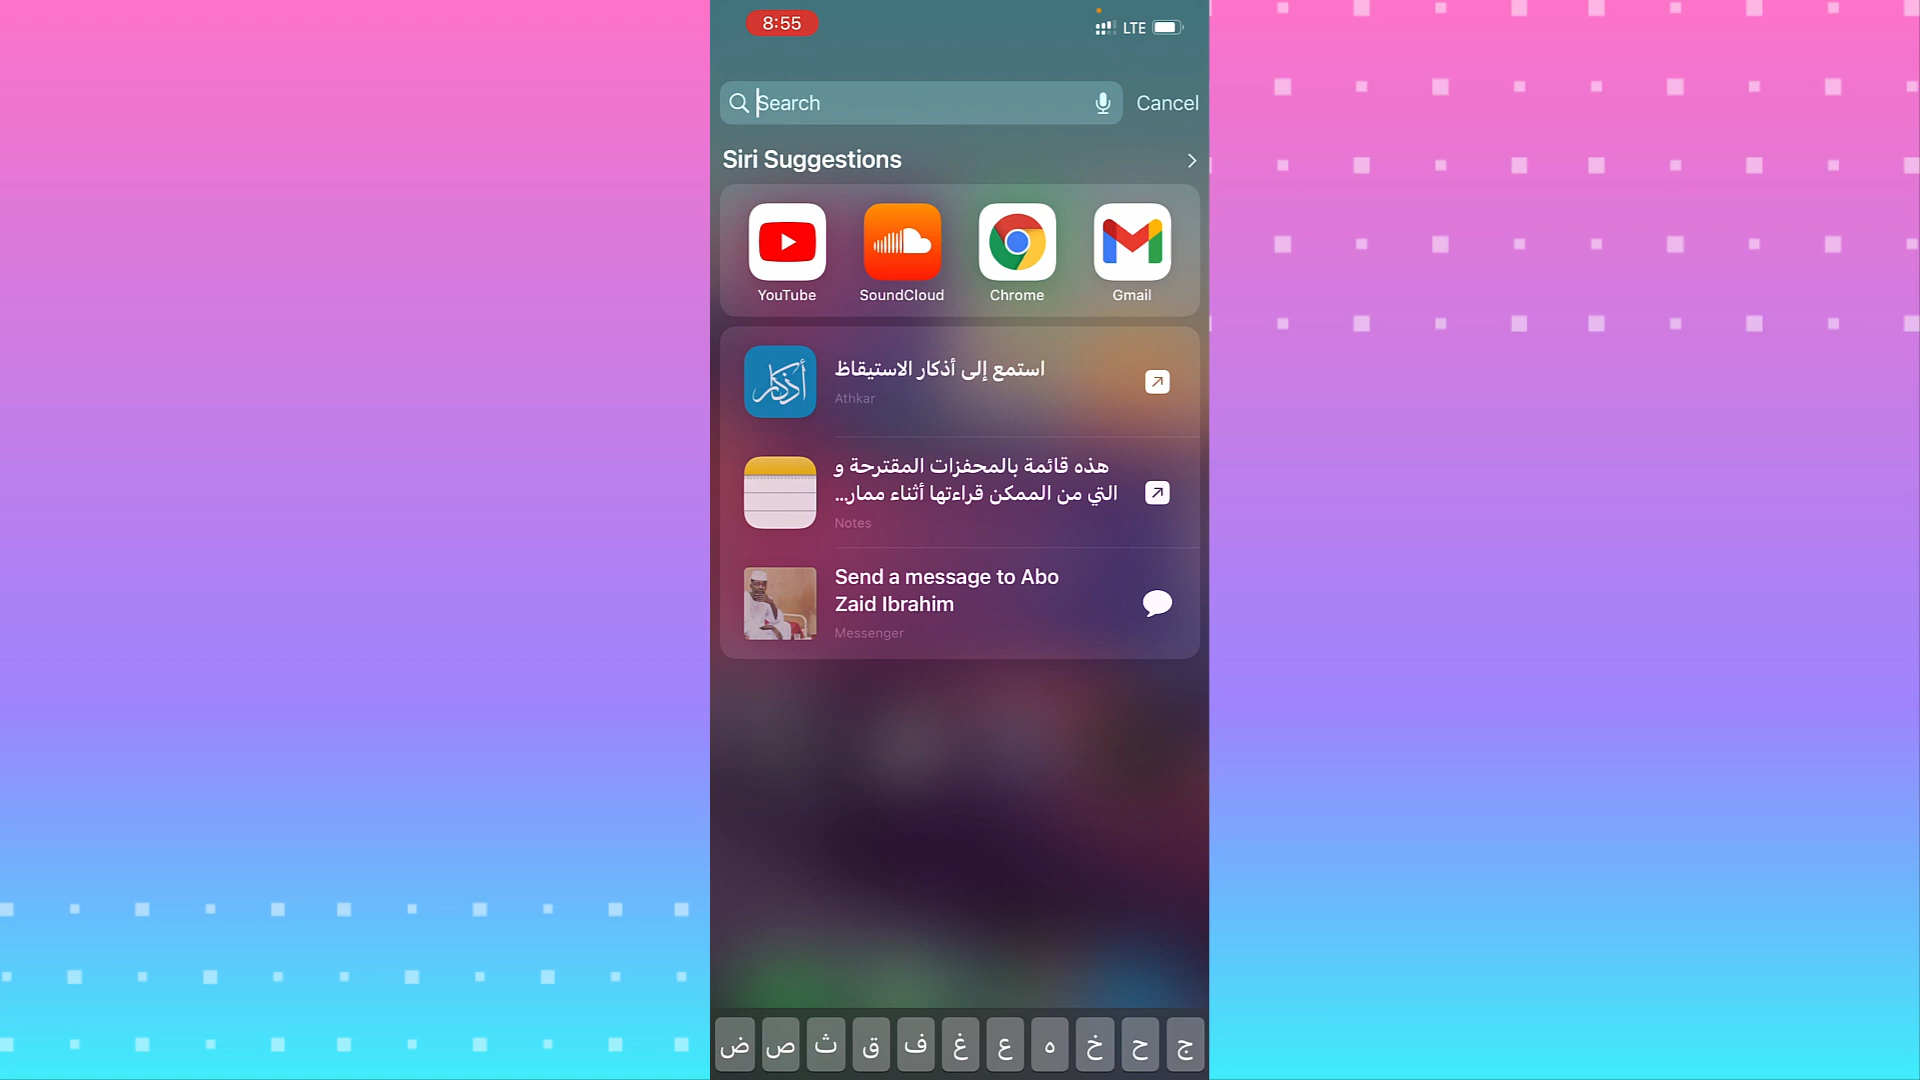 8:55
LTE
Search
Cancel
Siri Suggestions
YouTube
SoundCloud
Chrome
Gmail
أذكار
استمع إلى أذكار الاستيقاظ
Athkar
هذه قائمة بالمحفزات المقترحة و
التي من الممكن قراءتها أثناء ممار...
Notes
Send a message to Abo
Zaid Ibrahim
Messenger
ض ص ث ق ف غ ع ه خ ح ج